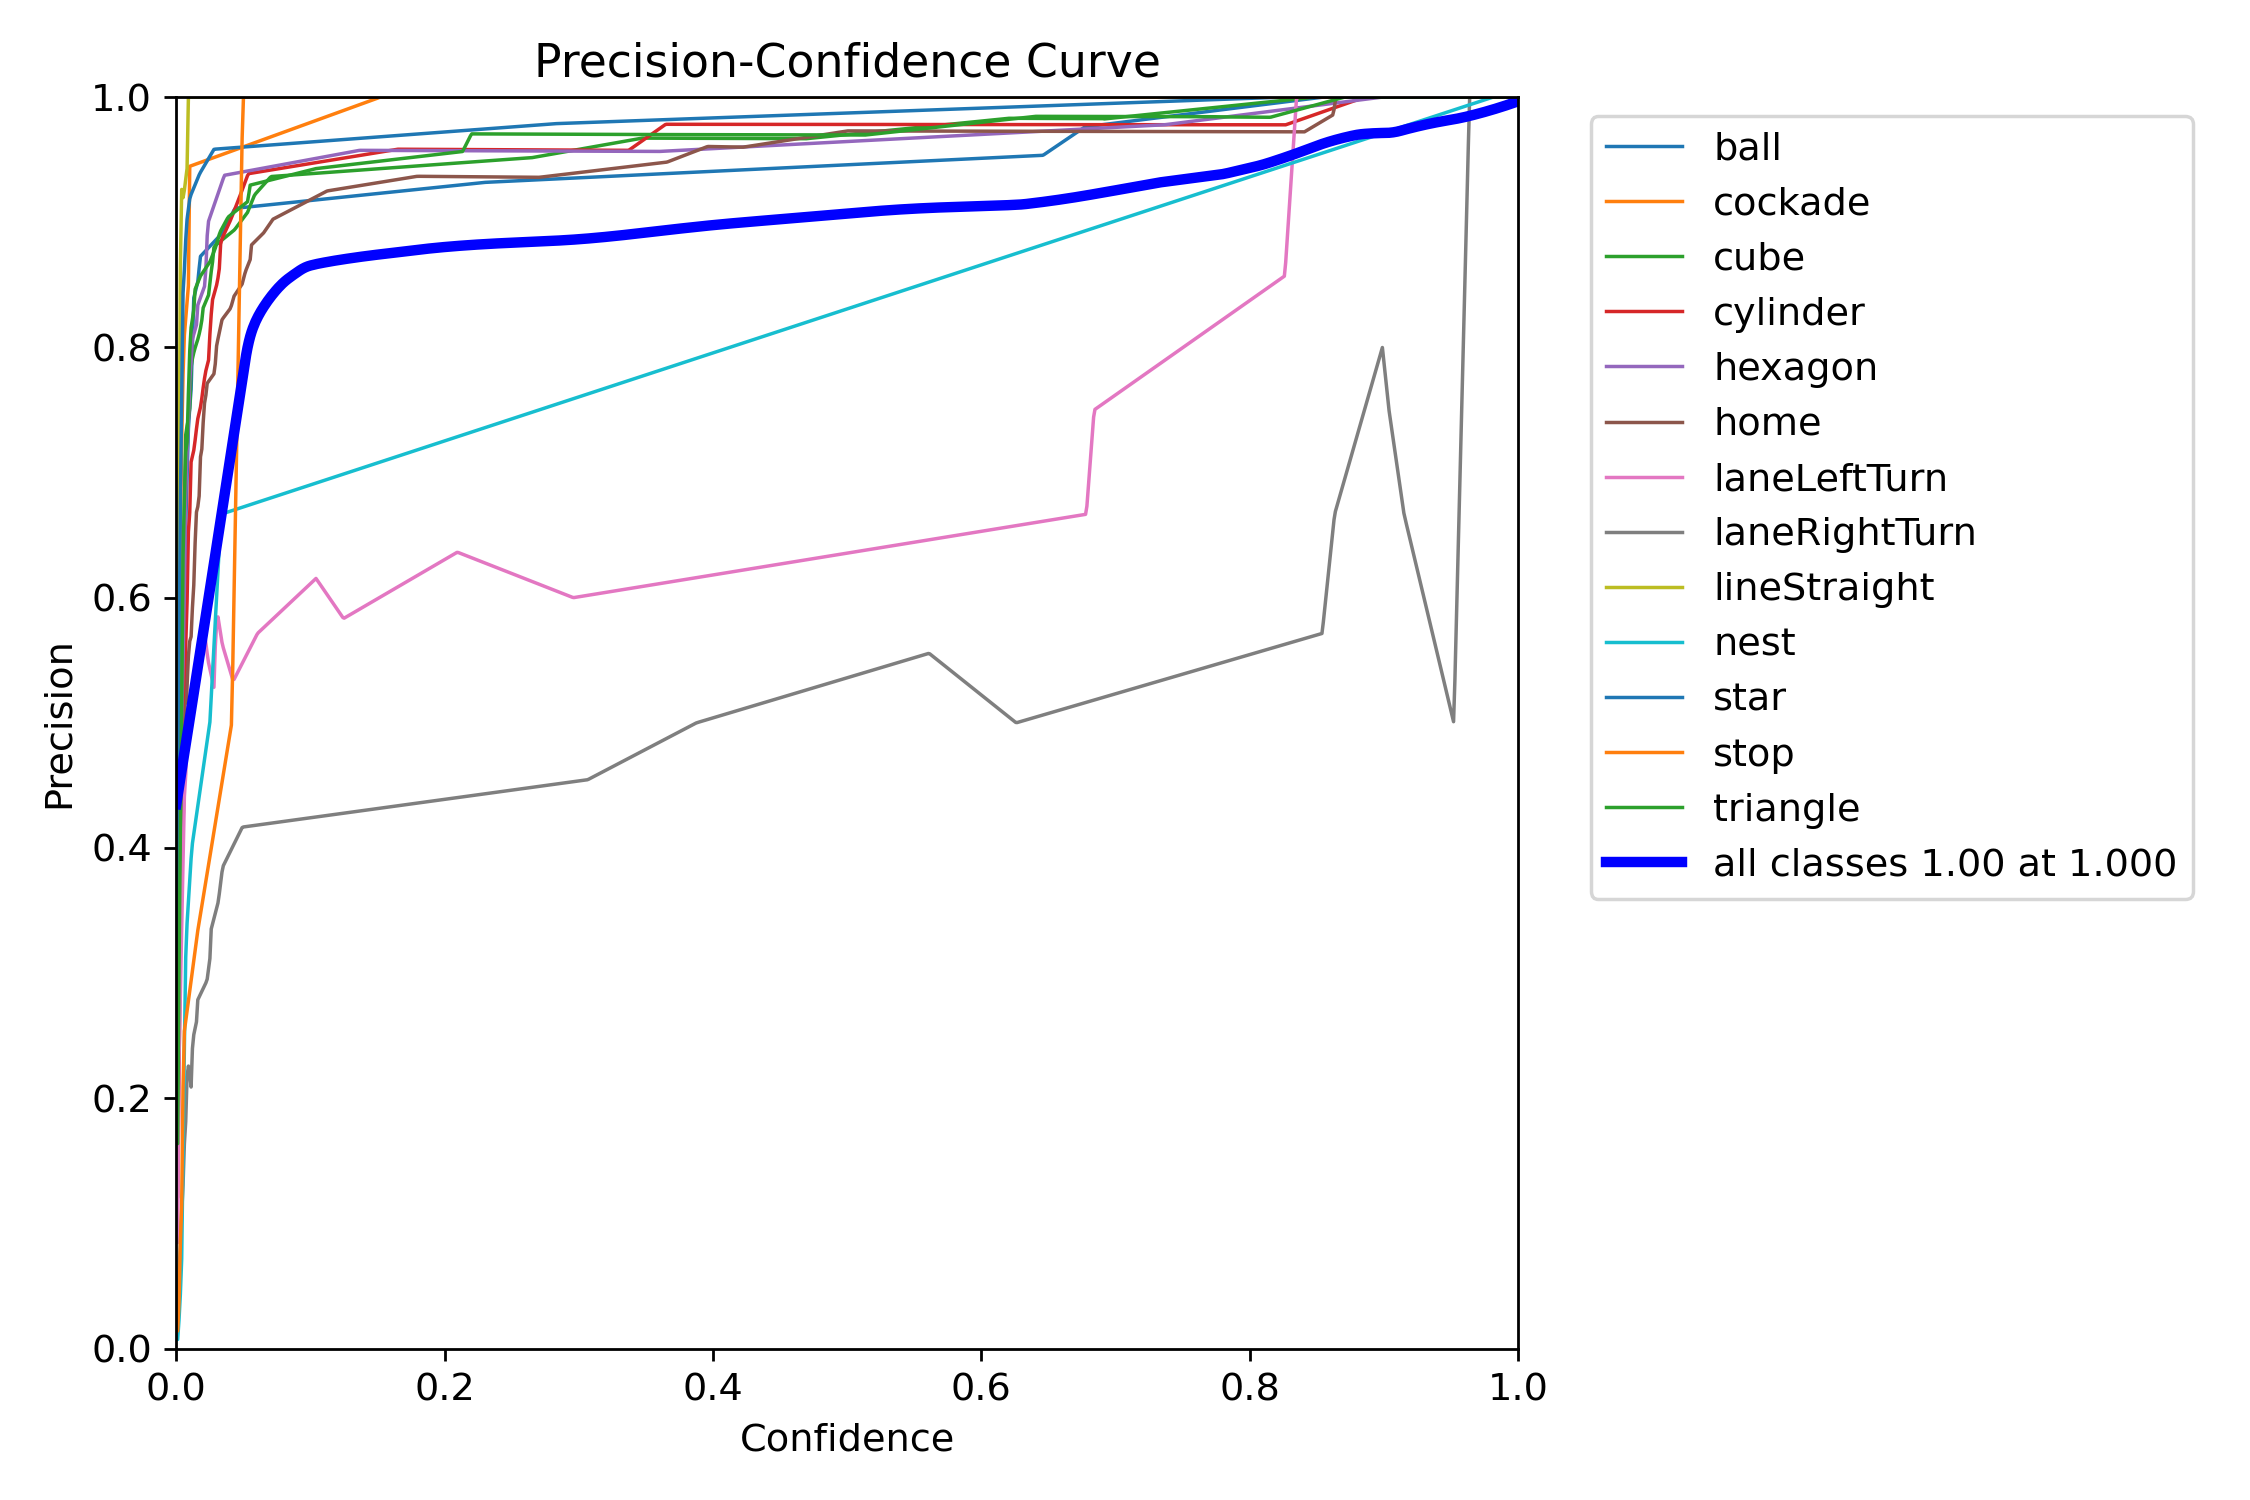 Precision-Confidence Curve
1.0
0.8
0.6
0.4
0.2
0.0
Precision
0.0 0.2 0.4 0.6 0.8 1.0
Confidence
ball
cockade
cube
cylinder
hexagon
home
laneLeftTurn
laneRightTurn
lineStraight
nest
star
stop
triangle
all classes 1.00 at 1.000